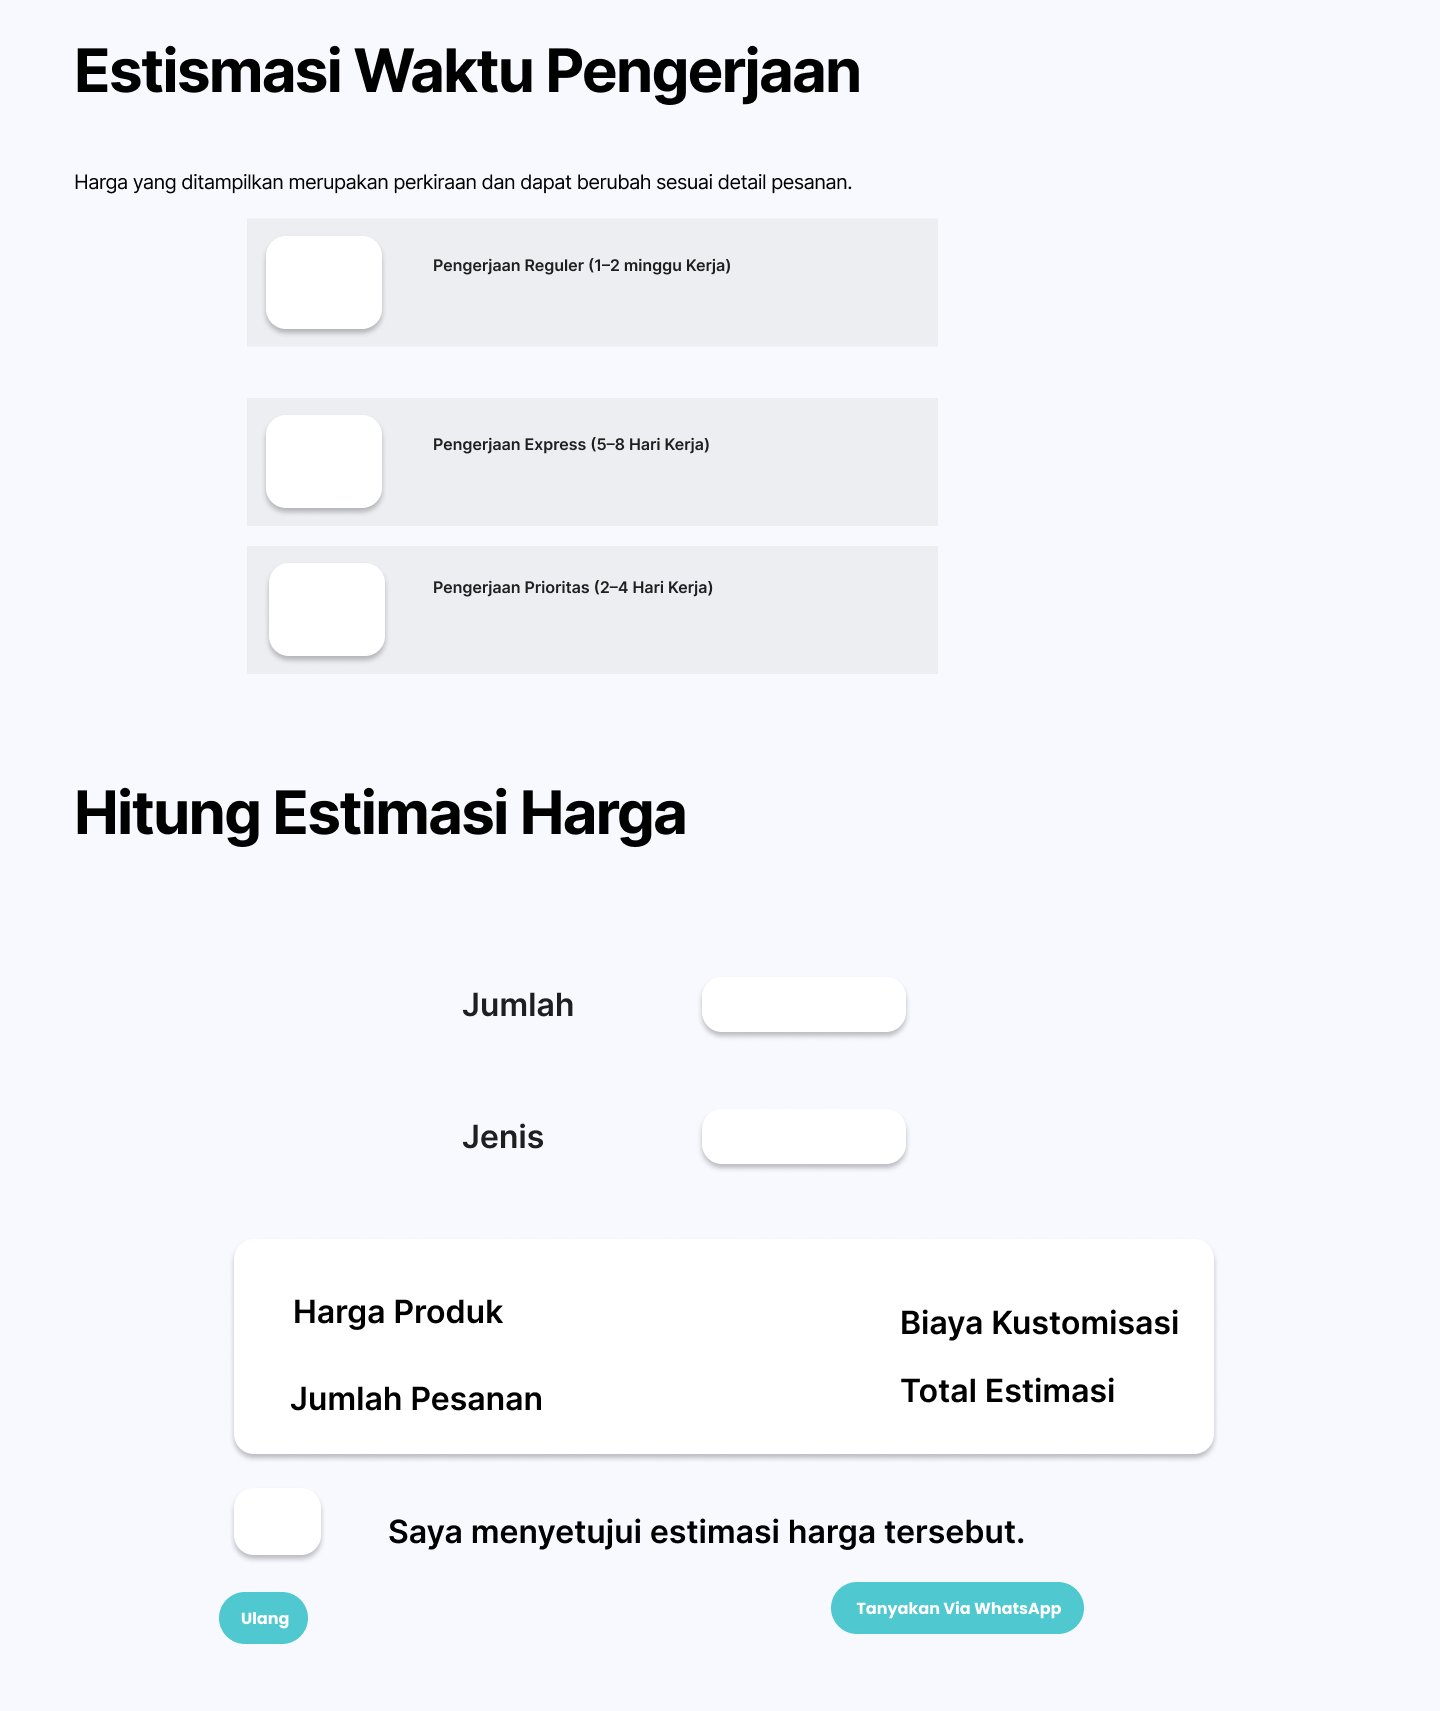 Estismasi Waktu Pengerjaan
Harga yang ditampilkan merupakan perkiraan dan dapat berubah sesuai detail pesanan.
Pengerjaan Reguler (1–2 minggu Kerja)
Pengerjaan Express (5–8 Hari Kerja)
Pengerjaan Prioritas (2–4 Hari Kerja)
Hitung Estimasi Harga
Jumlah
Jenis
Harga Produk
Biaya Kustomisasi
Jumlah Pesanan
Total Estimasi
Saya menyetujui estimasi harga tersebut.
Ulang
Tanyakan Via WhatsApp